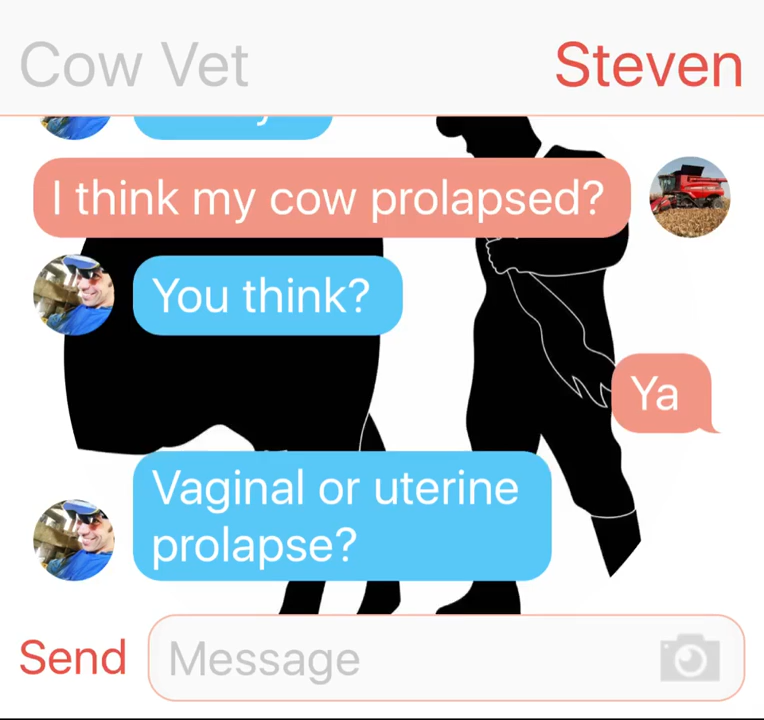 Cow Vet
Steven
I think my cow prolapsed?
You think?
Ya
Vaginal or uterine
prolapse?
Send
Message